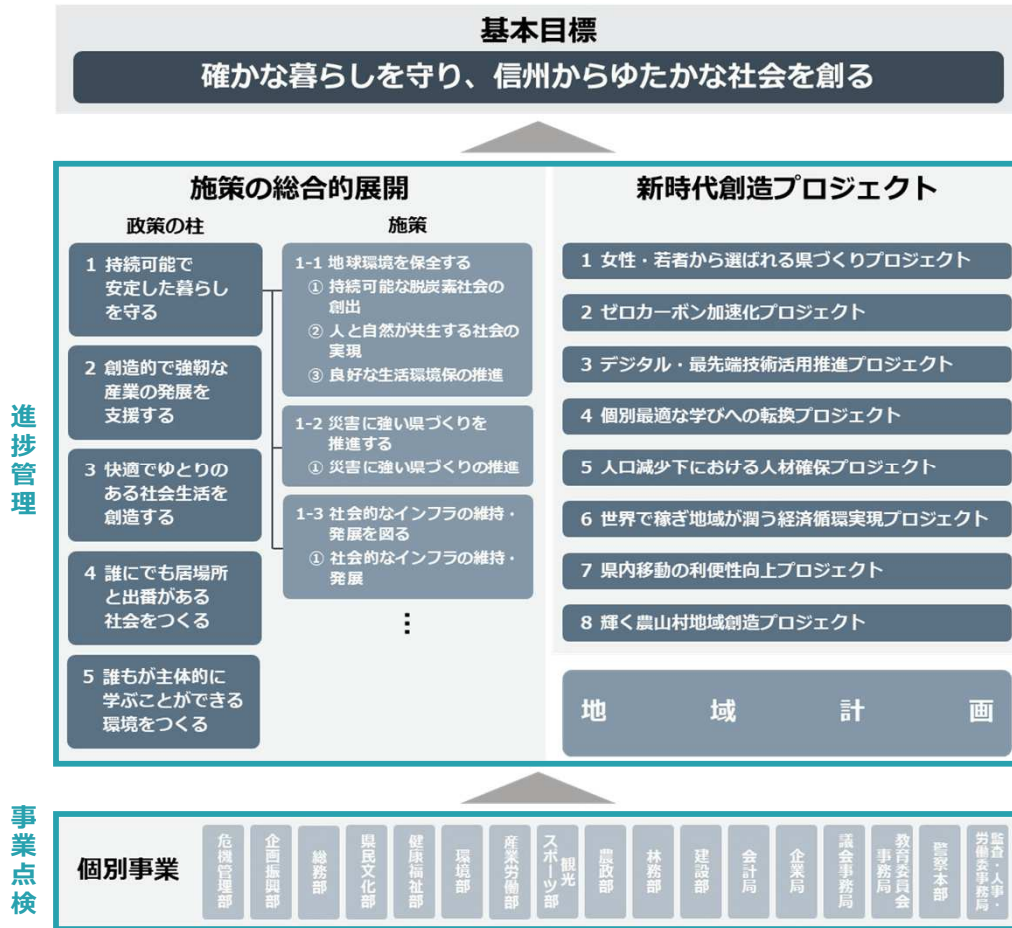 基本目標
確かな暮らしを守り、信州からゆたかな社会を創る
進捗管理
施策の総合的展開
政策の柱
1 持続可能で
安定した暮らし
を守る
2 創造的で強靭な
産業の発展を
支援する
3 快適でゆとりの
ある社会生活を
創造する
4 誰にでも居場所
と出番がある
社会をつくる
5 誰もが主体的に
学ぶことができる
環境をつくる
施策
1-1 地球環境を保全する
① 持続可能な脱炭素社会の
創出
② 人と自然が共生する社会の
実現
③ 良好な生活環境保の推進
1-2 災害に強い県づくりを
推進する
① 災害に強い県づくりの推進
1-3 社会的なインフラの維持・
発展を図る
① 社会的なインフラの維持・
発展
⋮
新時代創造プロジェクト
1 女性・若者から選ばれる県づくりプロジェクト
2 ゼロカーボン加速化プロジェクト
3 デジタル・最先端技術活用推進プロジェクト
4 個別最適な学びへの転換プロジェクト
5 人口減少下における人材確保プロジェクト
6 世界で稼ぎ地域が潤う経済循環実現プロジェクト
7 県内移動の利便性向上プロジェクト
8 輝く農山村地域創造プロジェクト
地域計画
事業点検
個別事業
危機管理部
企画振興部
総務部
県民文化部
健康福祉部
環境部
産業労働部
観光
スポーツ部
農政部
林務部
建設部
会計局
企業局
議会事務局
教育委員会
事務局
警察本部
監査・人事・
労働委事務局